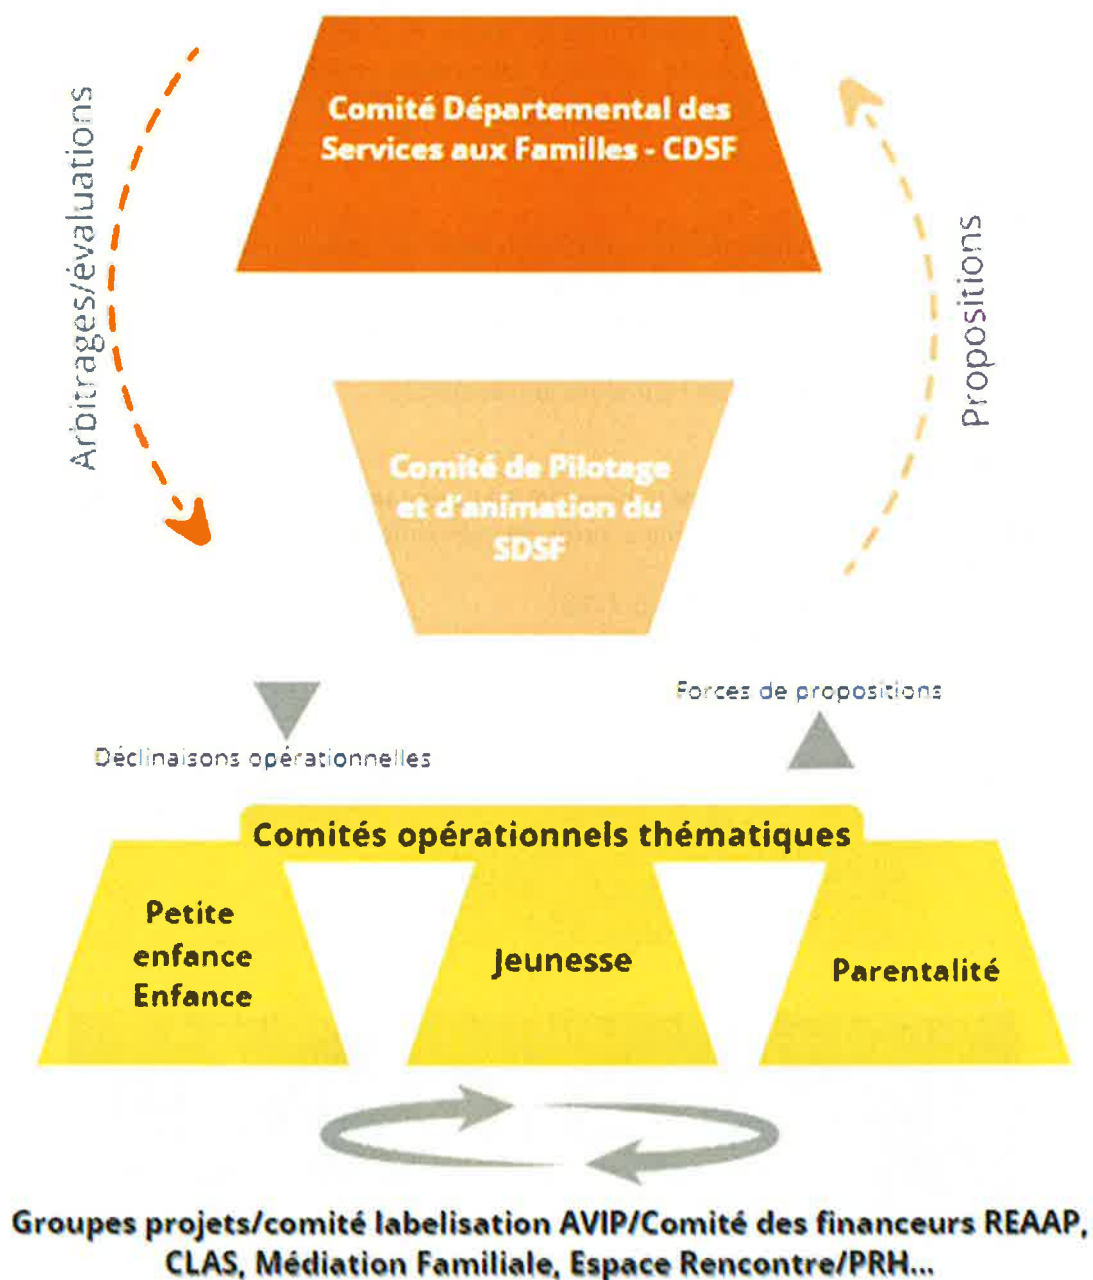 Comité Départemental des
Services aux Familles - CDSF
Arbitrages/évaluations
Propositions
Comité de Pilotage
et d'animation du
SDSF
Forces de propositions
Déclinaisons opérationnelles
Comités opérationnels thématiques
Petite
enfance
Enfance
Jeunesse
Parentalité
Groupes projets/comité labelisation AVIP/Comité des financeurs REAAP,
CLAS, Médiation Familiale, Espace Rencontre/PRH...